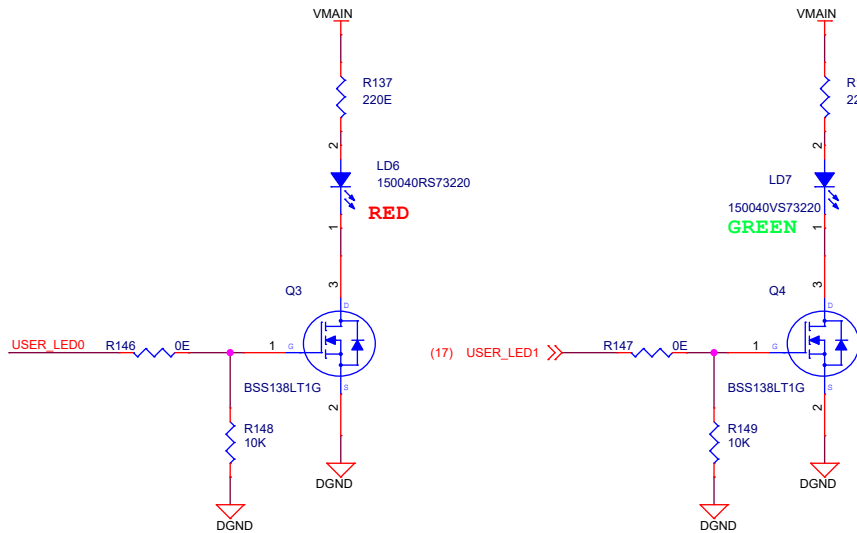 VMAIN
R137
220E
2
LD6
150040RS73220
RED
1
3
Q3
D
USER_LED0
R146
0E
1
G
BSS138LT1G
S
2
R148
10K
DGND
DGND
VMAIN
R
22
2
LD7
150040VS73220
GREEN
1
3
Q4
D
(17) USER_LED1
R147
0E
1
G
BSS138LT1G
S
2
R149
10K
DGND
DGND